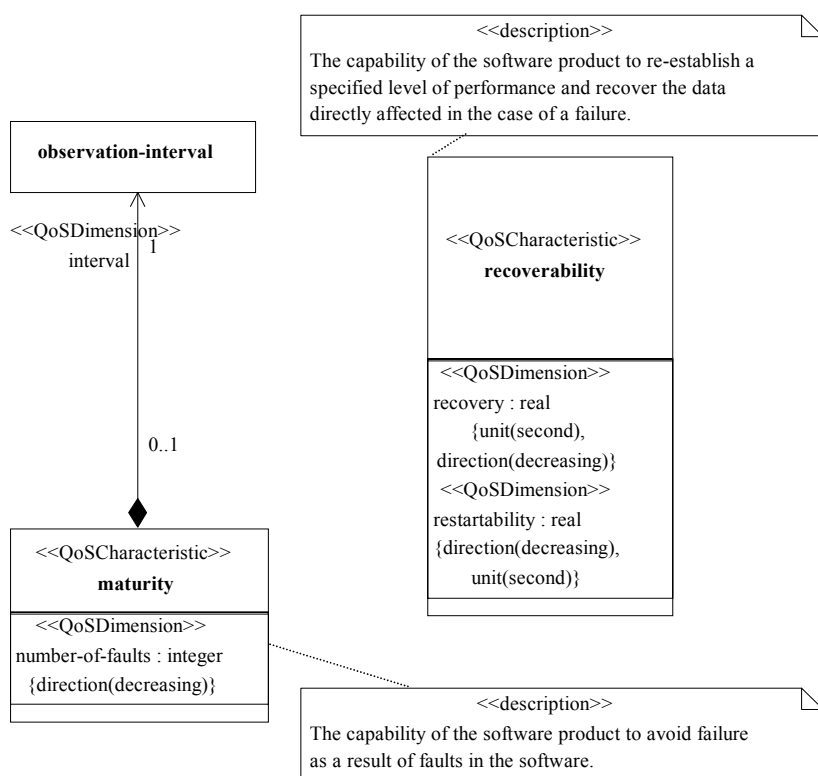 <<description>>
The capability of the software product to re-establish a
specified level of performance and recover the data
directly affected in the case of a failure.
observation-interval
<<QoSDimension>>
interval
1
0..1
<<QoSCharacteristic>>
recoverability
<<QoSDimension>>
recovery : real
{unit(second),
direction(decreasing)}
<<QoSDimension>>
restartability : real
{direction(decreasing),
unit(second)}
<<QoSCharacteristic>>
maturity
<<QoSDimension>>
number-of-faults : integer
{direction(decreasing)}
<<description>>
The capability of the software product to avoid failure
as a result of faults in the software.